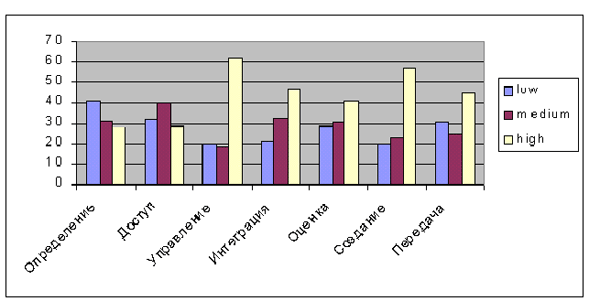 70
60
50
40
30
20
10
0
Определение
Доступ
Управление
Интеграция
Оценка
Создание
Передача
low
medium
high